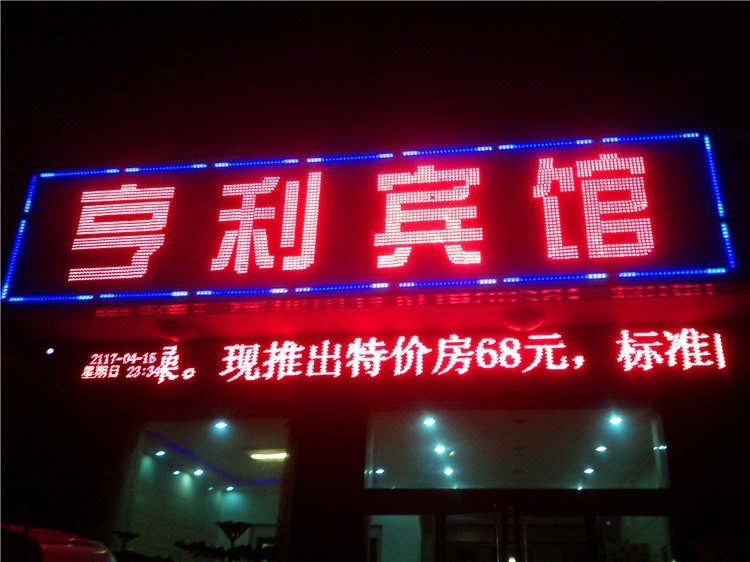 亨利宾馆
2117-04-15
星期日 23:34
。现推出特价房68元，标准